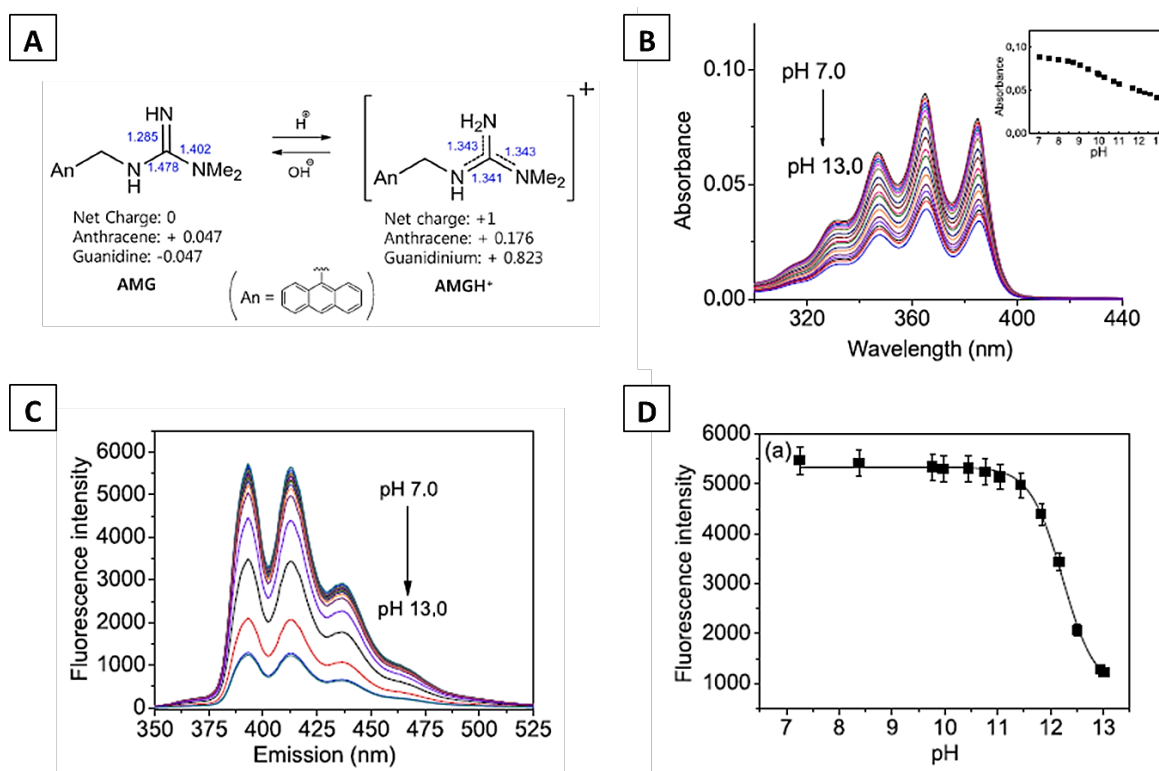 A
HN
1.285
1.402
1.478
An
N
H
NMe2
H⊕
OH⊖
H2N
+
1.343
1.343
1.341
An
N
H
NMe2
Net Charge: 0
Anthracene: + 0.047
Guanidine: -0.047
AMG
Net charge: +1
Anthracene: + 0.176
Guanidinium: + 0.823
AMGH+
(An = )
B
pH 7.0
pH 13.0
0.10
0.05
0.00
Absorbance
320
360
400
440
Wavelength (nm)
0,10
0,05
0,00
Absorbance
7 8 9 10 11 12 13
pH
C
6000
5000
4000
3000
2000
1000
0
Fluorescence intensity
pH 7.0
pH 13,0
350 375 400 425 450 475 500 525
Emission (nm)
D
(a)
6000
5000
4000
3000
2000
1000
Fluorescence intensity
7 8 9 10 11 12 13
pH